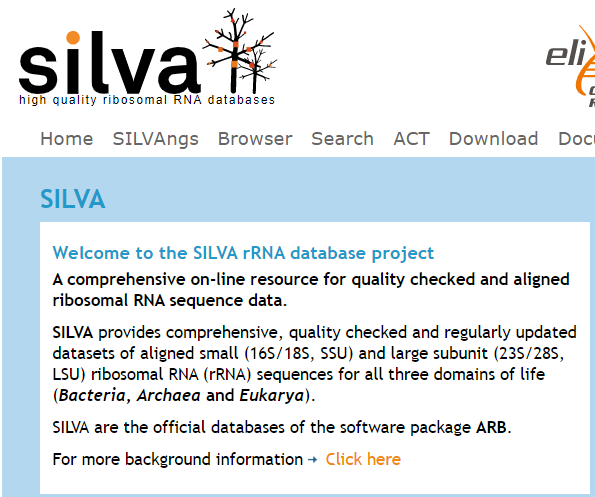 silva
high quality ribosomal RNA databases
eli
Home SILVAngs Browser Search ACT Download Docu
SILVA
Welcome to the SILVA rRNA database project
A comprehensive on-line resource for quality checked and aligned
ribosomal RNA sequence data.
SILVA provides comprehensive, quality checked and regularly updated
datasets of aligned small (16S/18S, SSU) and large subunit (23S/28S,
LSU) ribosomal RNA (rRNA) sequences for all three domains of life
(Bacteria, Archaea and Eukarya).
SILVA are the official databases of the software package ARB.
For more background information → Click here